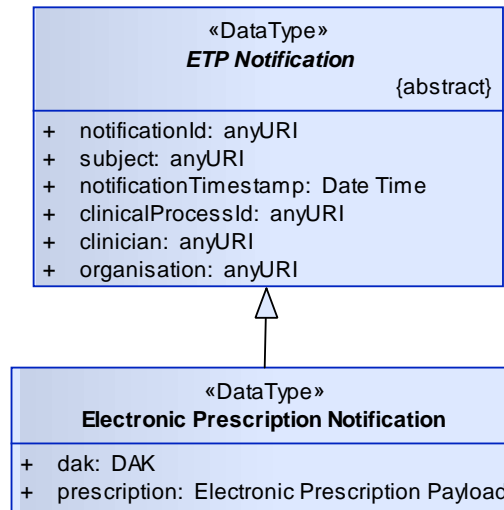 «DataType»
ETP Notification
{abstract}
+ notificationId: anyURI
+ subject: anyURI
+ notificationTimestamp: Date Time
+ clinicalProcessId: anyURI
+ clinician: anyURI
+ organisation: anyURI
«DataType»
Electronic Prescription Notification
+ dak: DAK
+ prescription: Electronic Prescription Payload